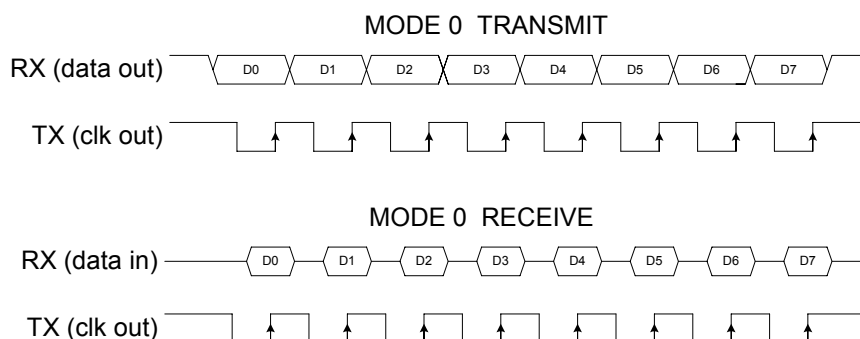 MODE 0 TRANSMIT
RX (data out) D0 D1 D2 D3 D4 D5 D6 D7
TX (clk out)
MODE 0 RECEIVE
RX (data in) D0 D1 D2 D3 D4 D5 D6 D7
TX (clk out)